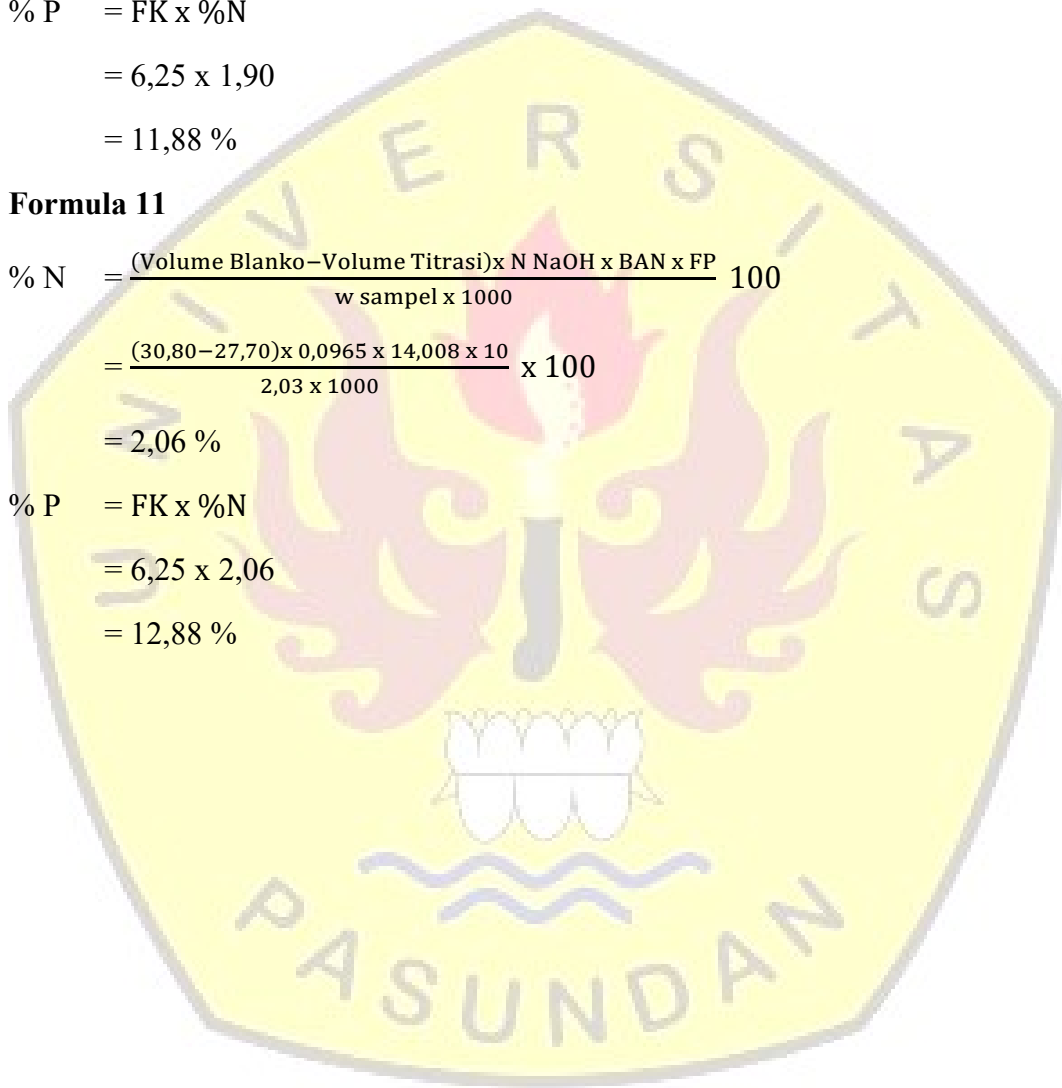 % P = FK x %N
= 6,25 x 1,90
= 11,88 %
Formula 11
% N = (Volume Blanko−Volume Titrasi)x N NaOH x BAN x FP 100
w sampel x 1000
= (30,80−27,70)x 0,0965 x 14,008 x 10 x 100
2,03 x 1000
= 2,06 %
% P = FK x %N
= 6,25 x 2,06
= 12,88 %
UNIVERSITAS
PASUNDAN